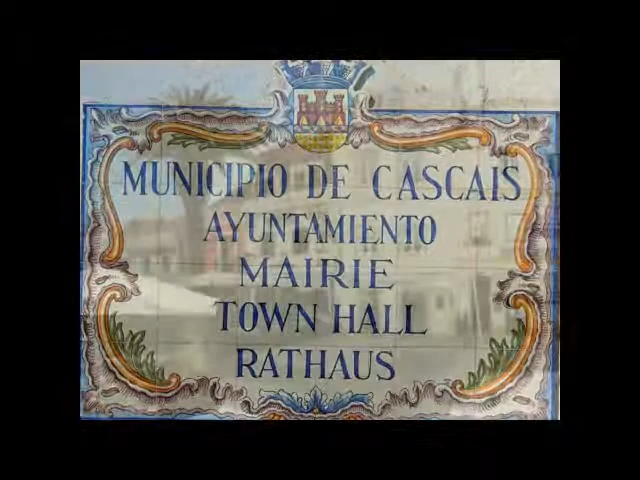 MUNICIPIO DE CASCAIS
AYUNTAMIENTO
MAIRIE
TOWN HALL
RATHAUS